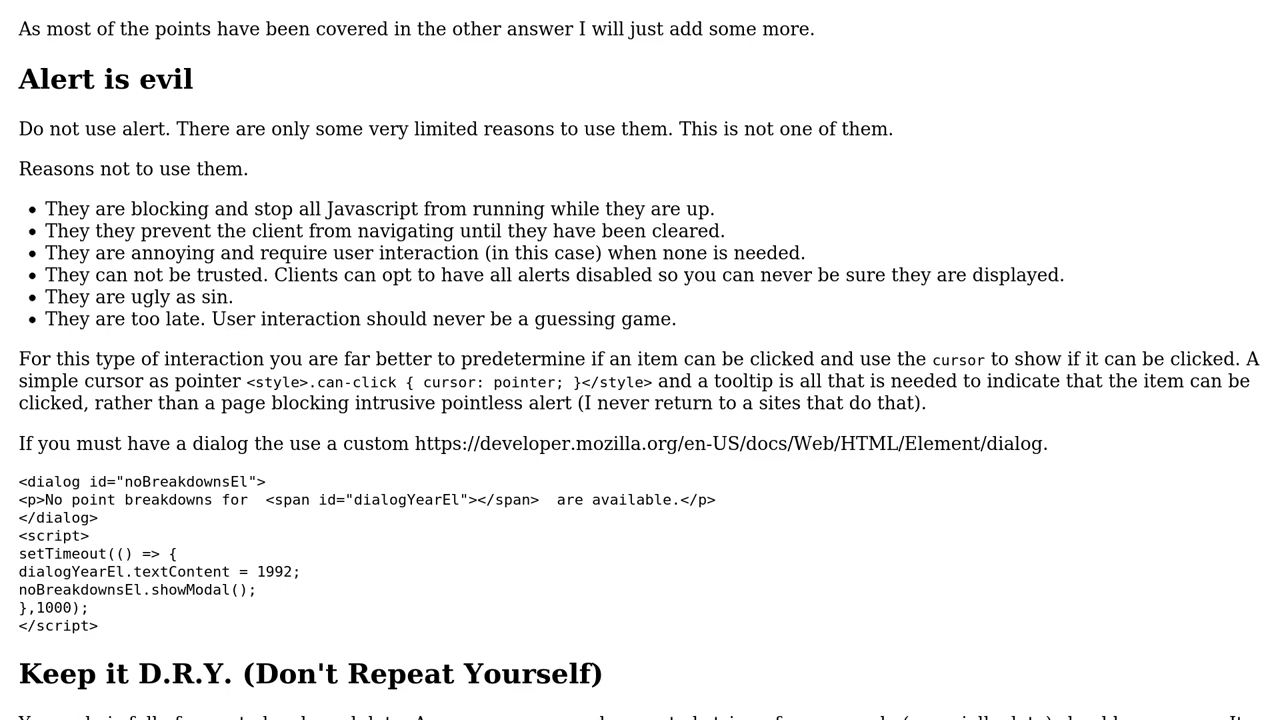 As most of the points have been covered in the other answer I will just add some more.
Alert is evil
Do not use alert. There are only some very limited reasons to use them. This is not one of them.
Reasons not to use them.
• They are blocking and stop all Javascript from running while they are up.
• They they prevent the client from navigating until they have been cleared.
• They are annoying and require user interaction (in this case) when none is needed.
• They can not be trusted. Clients can opt to have all alerts disabled so you can never be sure they are displayed.
• They are ugly as sin.
• They are too late. User interaction should never be a guessing game.
For this type of interaction you are far better to predetermine if an item can be clicked and use the cursor to show if it can be clicked. A
simple cursor as pointer <style>.can-click { cursor: pointer; }</style> and a tooltip is all that is needed to indicate that the item can be
clicked, rather than a page blocking intrusive pointless alert (I never return to a sites that do that).
If you must have a dialog the use a custom https://developer.mozilla.org/en-US/docs/Web/HTML/Element/dialog.
<dialog id="noBreakdownsEl">
<p>No point breakdowns for  <span id="dialogYearEl"></span>  are available.</p>
</dialog>
<script>
setTimeout(() => {
dialogYearEl.textContent = 1992;
noBreakdownsEl.showModal();
},1000);
</script>
Keep it D.R.Y. (Don't Repeat Yourself)